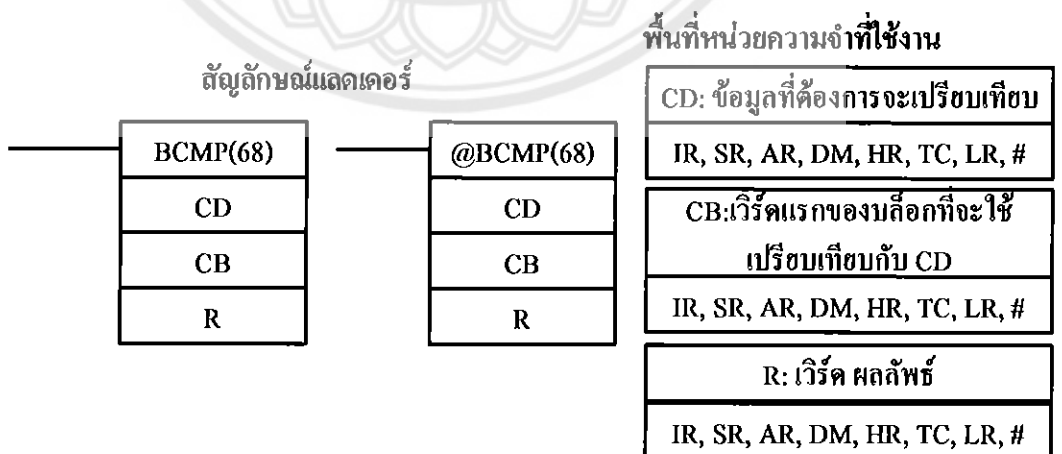 สัญลักษณ์แลดเดอร์
BCMP(68)
CD
CB
R
@BCMP(68)
CD
CB
R
พื้นที่หน่วยความจำที่ใช้งาน
CD: ข้อมูลที่ต้องการจะเปรียบเทียบ
IR, SR, AR, DM, HR, TC, LR, #
CB:เวิร์ดแรกของบล็อกที่จะใช้
เปรียบเทียบกับ CD
IR, SR, AR, DM, HR, TC, LR, #
R: เวิร์ด ผลลัพธ์
IR, SR, AR, DM, HR, TC, LR, #